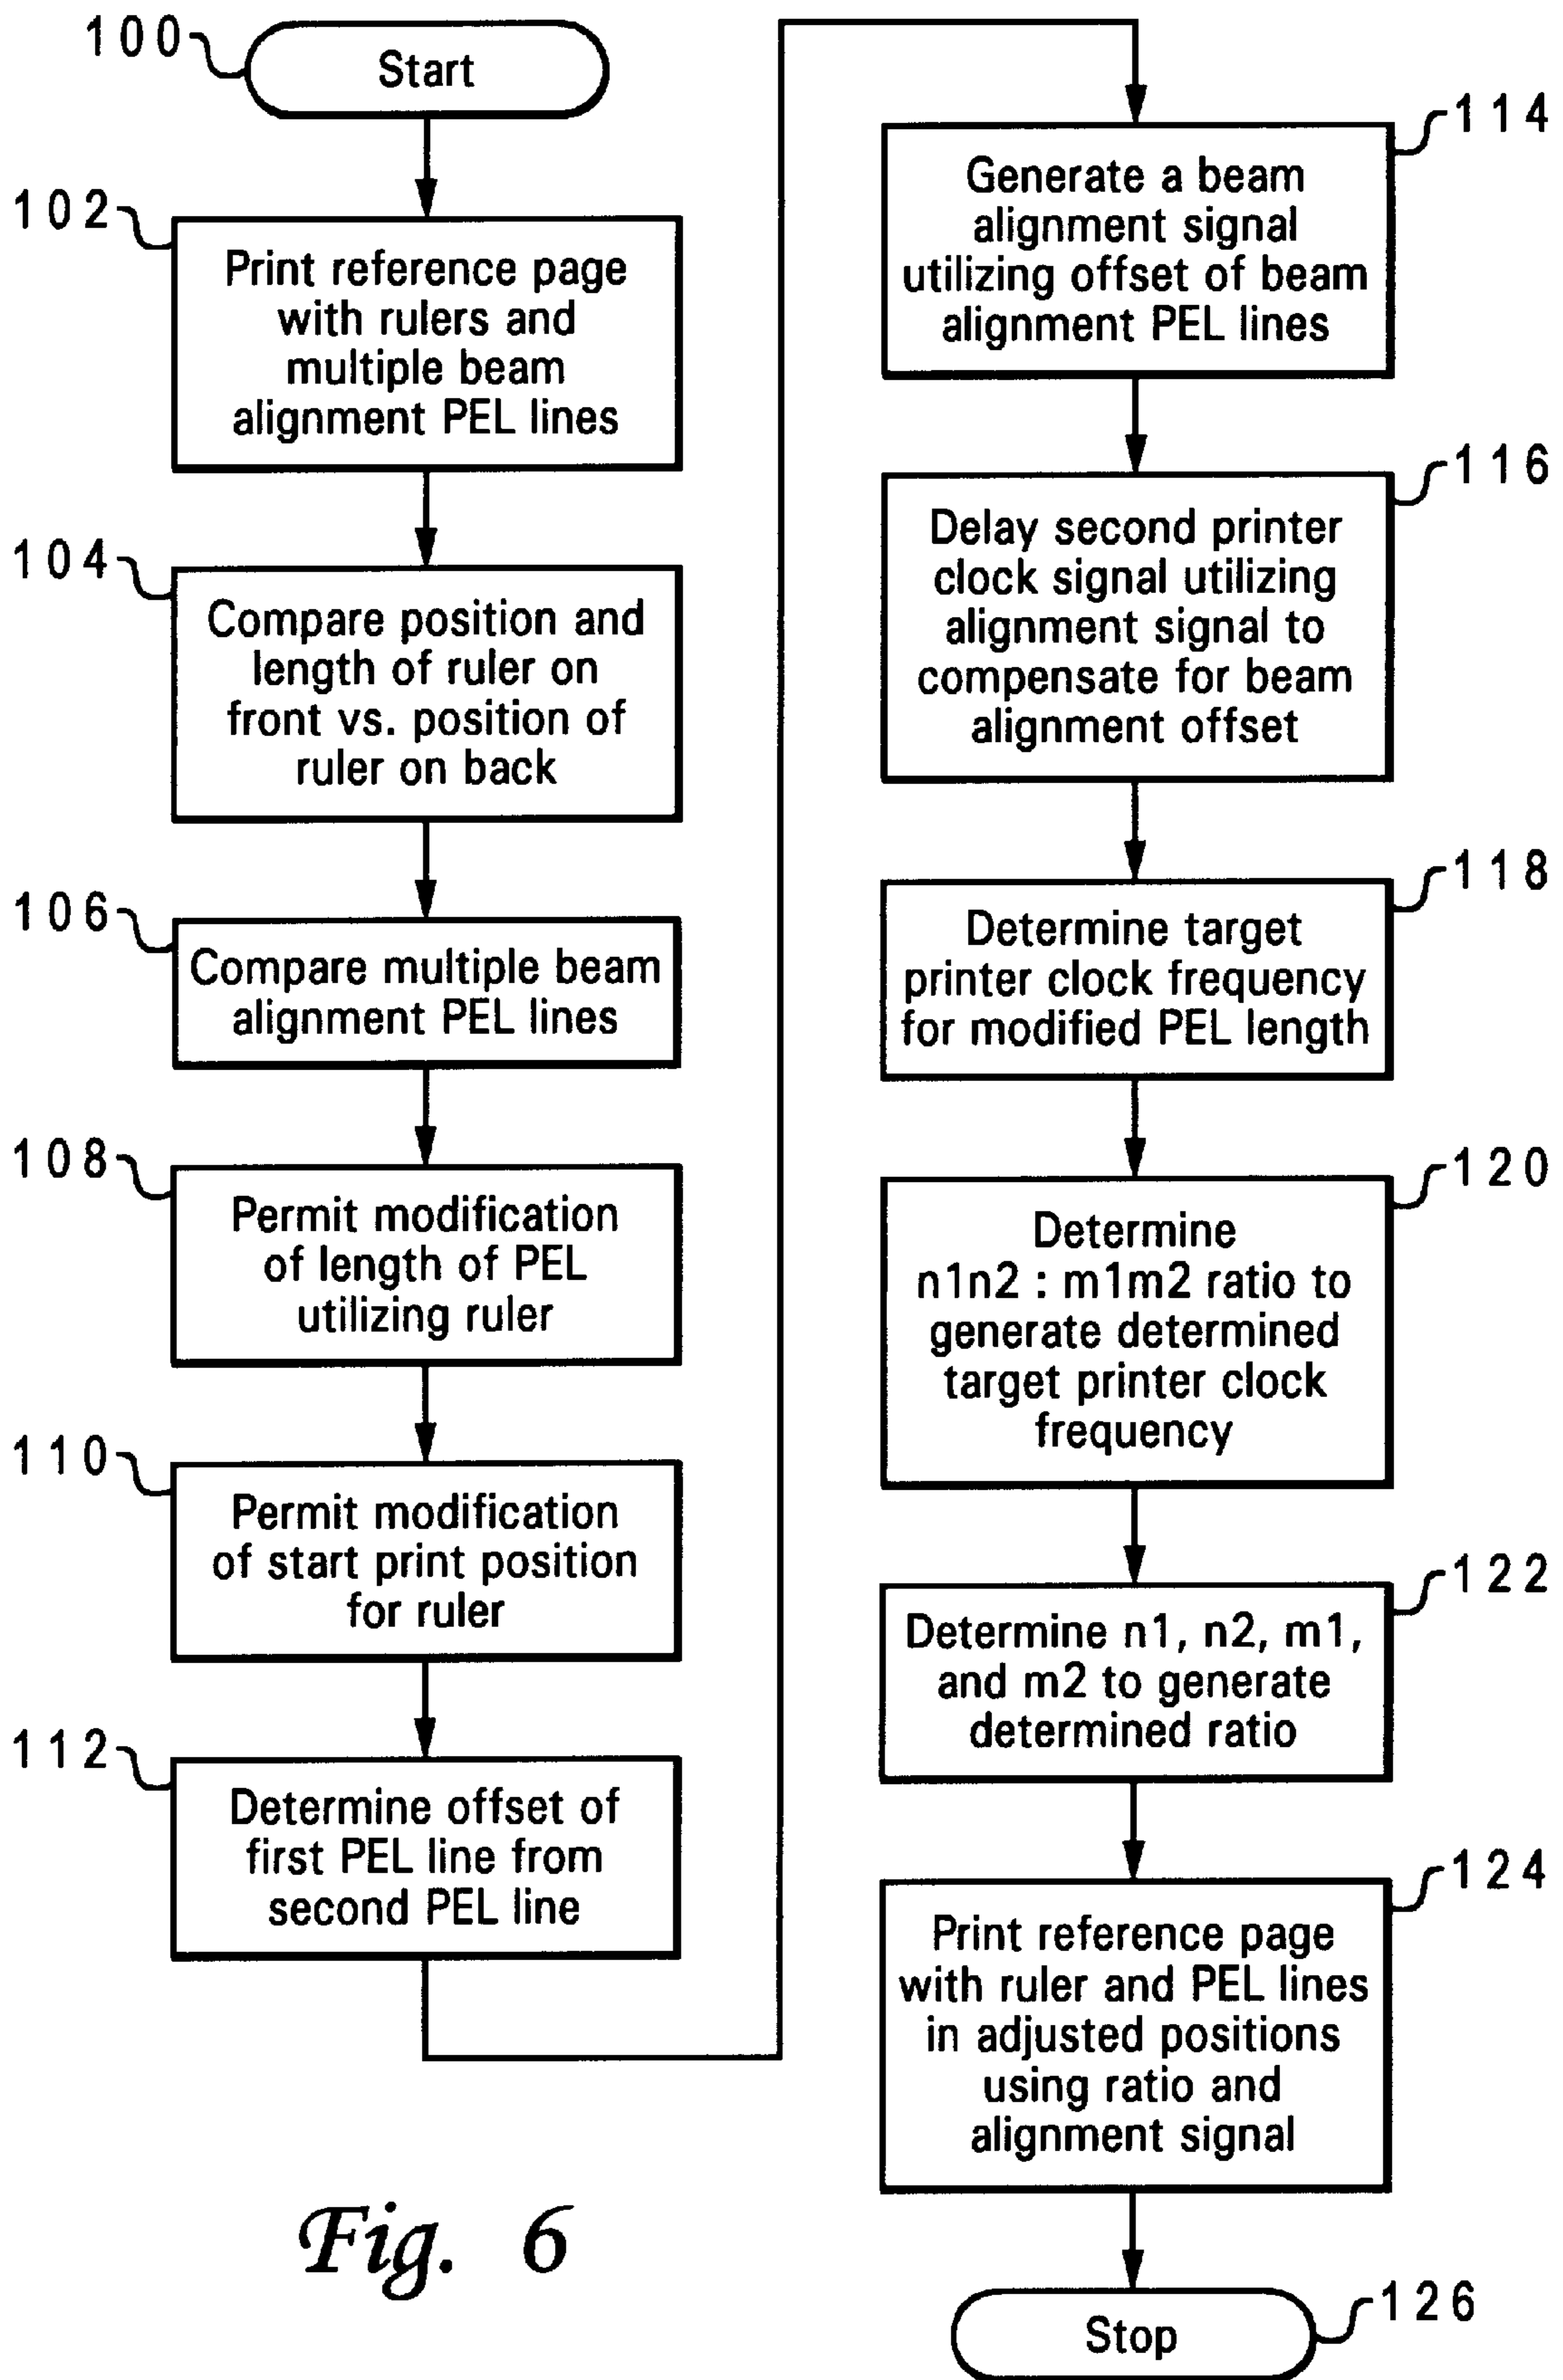 100
Start
102
Print reference page
with rulers and
multiple beam
alignment PEL lines
104
Compare position and
length of ruler on
front vs. position of
ruler on back
106
Compare multiple beam
alignment PEL lines
108
Permit modification
of length of PEL
utilizing ruler
110
Permit modification
of start print position
for ruler
112
Determine offset of
first PEL line from
second PEL line
114
Generate a beam
alignment signal
utilizing offset of beam
alignment PEL lines
116
Delay second printer
clock signal utilizing
alignment signal to
compensate for beam
alignment offset
118
Determine target
printer clock frequency
for modified PEL length
120
Determine
n1n2 : m1m2 ratio to
generate determined
target printer clock
frequency
122
Determine n1, n2, m1,
and m2 to generate
determined ratio
124
Print reference page
with ruler and PEL lines
in adjusted positions
using ratio and
alignment signal
126
Stop
Fig. 6